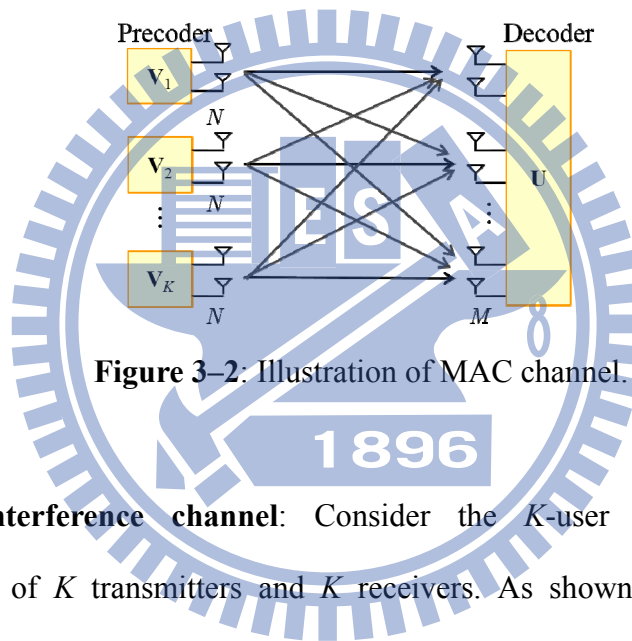 Precoder Decoder
V1
N
V2
N
U
⋮ ⋮
VK
N M
E S A
Figure 3–2: Illustration of MAC channel.
1896
nterference channel: Consider the K-user
of K transmitters and K receivers. As shown